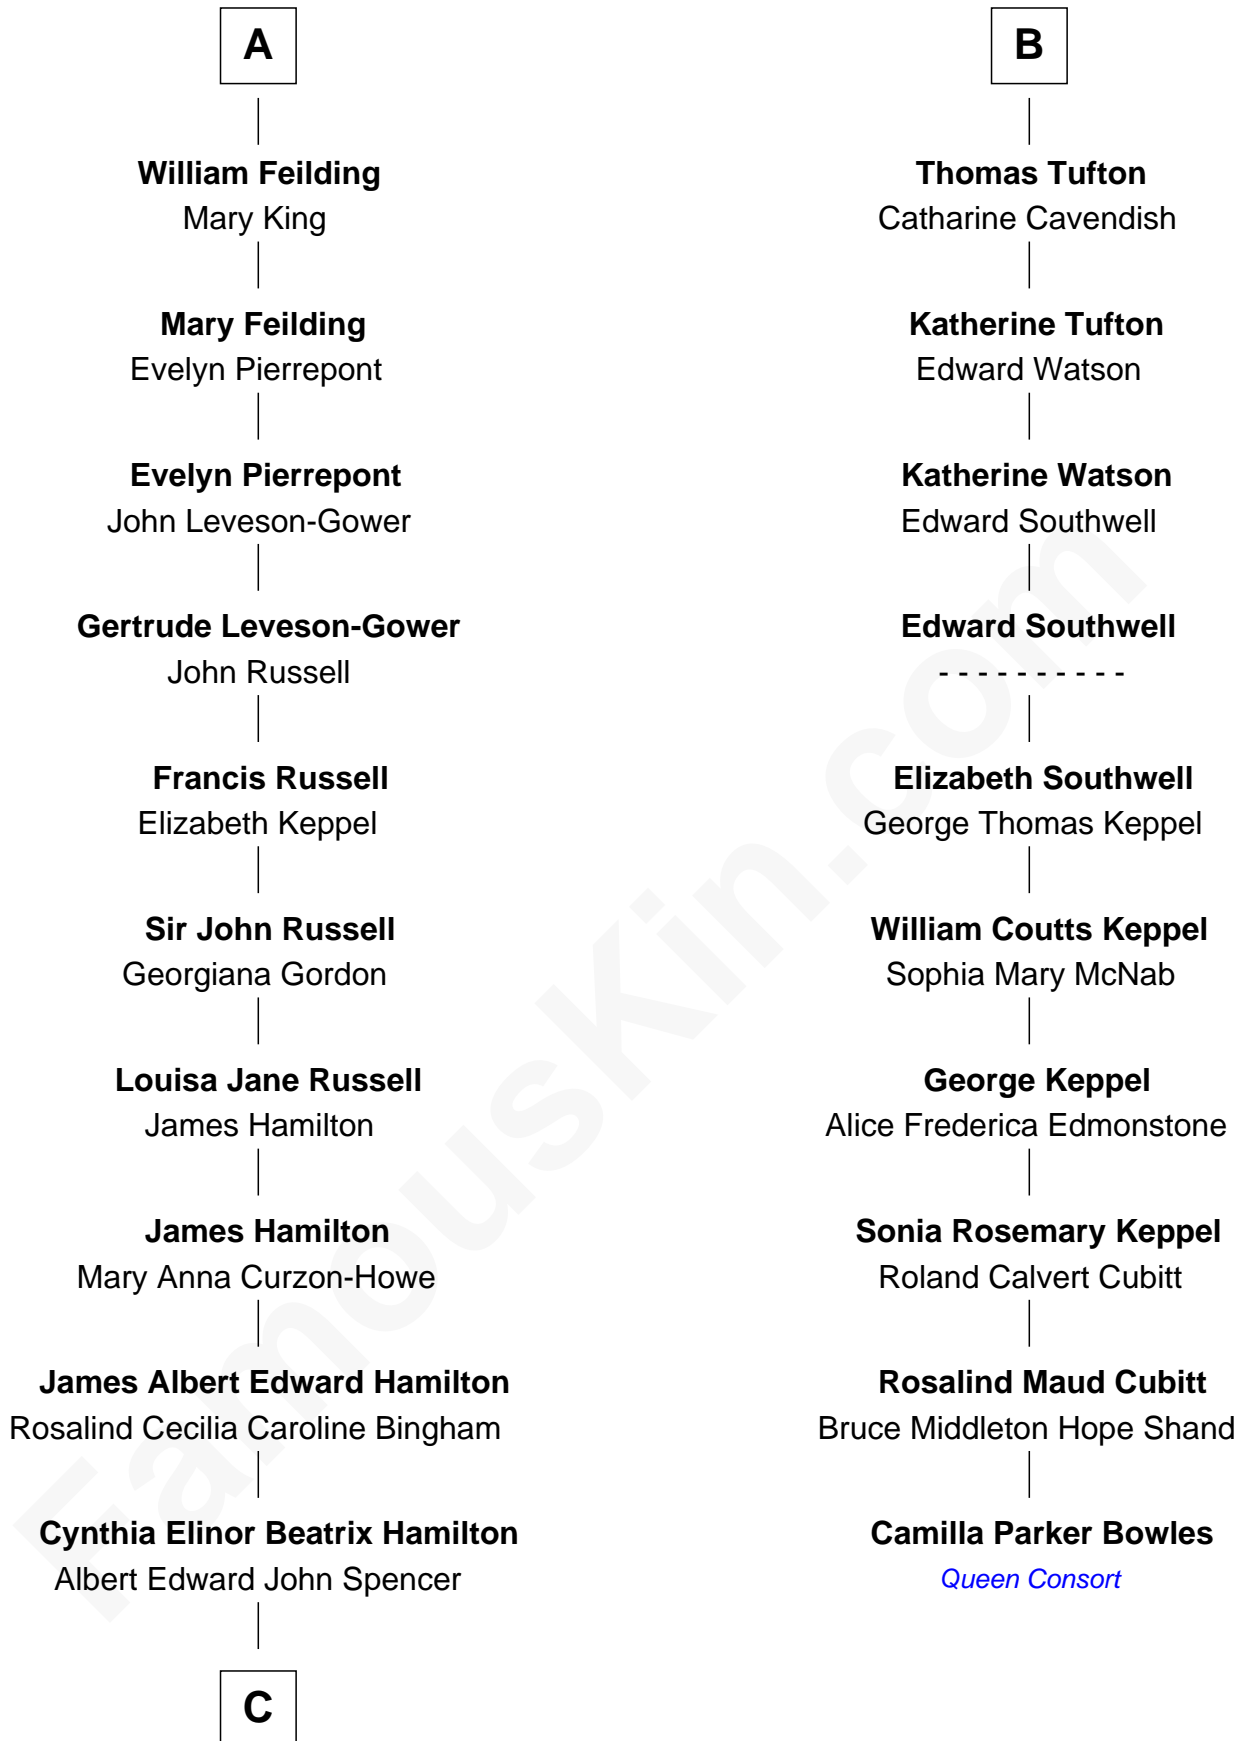 A
William Feilding
Mary King
Mary Feilding
Evelyn Pierrepont
Evelyn Pierrepont
John Leveson-Gower
Gertrude Leveson-Gower
John Russell
Francis Russell
Elizabeth Keppel
Sir John Russell
Georgiana Gordon
Louisa Jane Russell
James Hamilton
James Hamilton
Mary Anna Curzon-Howe
James Albert Edward Hamilton
Rosalind Cecilia Caroline Bingham
Cynthia Elinor Beatrix Hamilton
Albert Edward John Spencer
C
B
Thomas Tufton
Catharine Cavendish
Katherine Tufton
Edward Watson
Katherine Watson
Edward Southwell
Edward Southwell
- - - - - - - - - -
Elizabeth Southwell
George Thomas Keppel
William Coutts Keppel
Sophia Mary McNab
George Keppel
Alice Frederica Edmonstone
Sonia Rosemary Keppel
Roland Calvert Cubitt
Rosalind Maud Cubitt
Bruce Middleton Hope Shand
Camilla Parker Bowles
Queen Consort
FamousKin.com